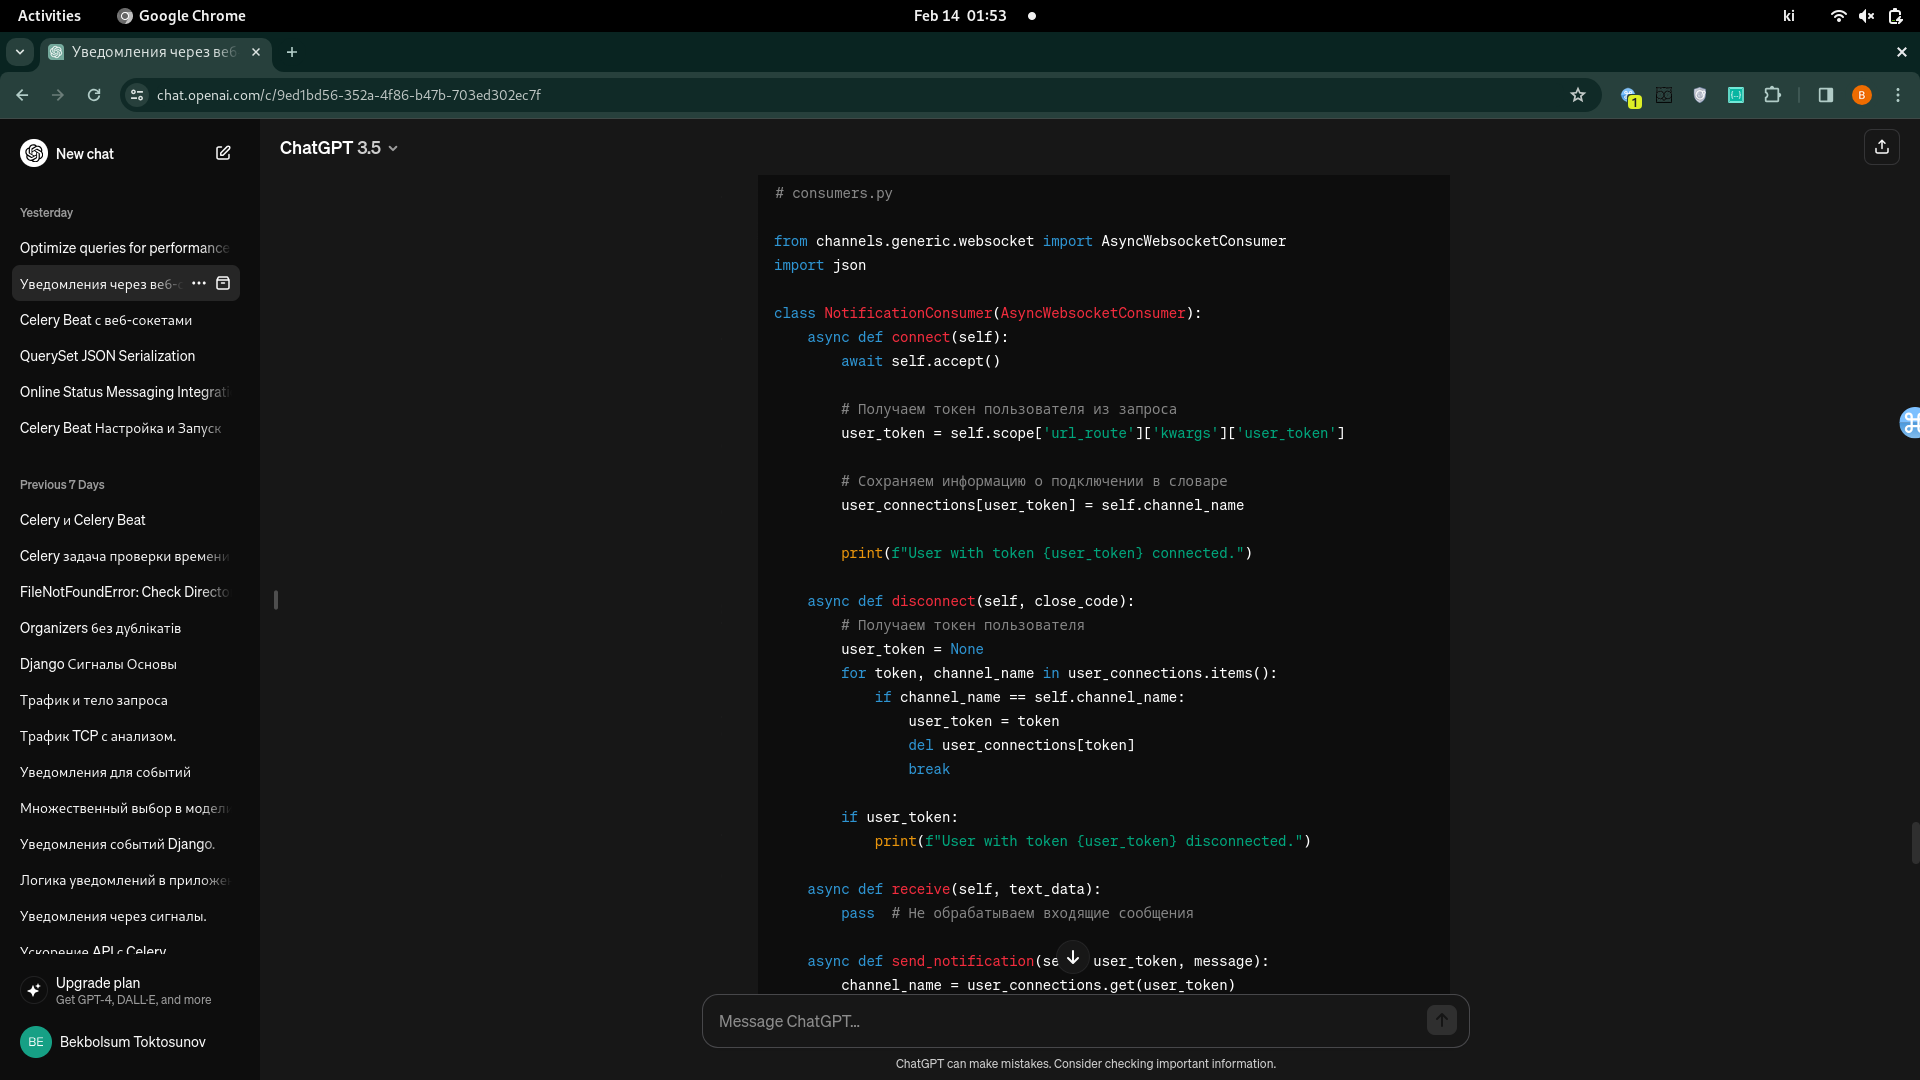 Activities
Google Chrome
Feb 14 01:53
ki
Уведомления через веб
chat.openai.com/c/9ed1bd56-352a-4f86-b47b-703ed302ec7f
1
B
New chat
Yesterday
Optimize queries for performance
Уведомления через веб-
Celery Beat с веб-сокетами
QuerySet JSON Serialization
Online Status Messaging Integrati
Celery Beat Настройка и Запуск
Previous 7 Days
Celery и Celery Beat
Celery задача проверки времени
FileNotFoundError: Check Directo
Organizers без дублікатів
Django Сигналы Основы
Трафик и тело запроса
Трафик TCP с анализом.
Уведомления для событий
Множественный выбор в модели
Уведомления событий Django.
Логика уведомлений в приложе
Уведомления через сигналы.
Ускорение API с Celery
Upgrade plan
Get GPT-4, DALL·E, and more
BE
Bekbolsum Toktosunov
ChatGPT 3.5
# consumers.py
from channels.generic.websocket import AsyncWebsocketConsumer
import json
class NotificationConsumer(AsyncWebsocketConsumer):
async def connect(self):
await self.accept()
# Получаем токен пользователя из запроса
user_token = self.scope['url_route']['kwargs']['user_token']
# Сохраняем информацию о подключении в словаре
user_connections[user_token] = self.channel_name
print(f"User with token {user_token} connected.")
async def disconnect(self, close_code):
# Получаем токен пользователя
user_token = None
for token, channel_name in user_connections.items():
if channel_name == self.channel_name:
user_token = token
del user_connections[token]
break
if user_token:
print(f"User with token {user_token} disconnected.")
async def receive(self, text_data):
pass  # Не обрабатываем входящие сообщения
async def send_notification(se user_token, message):
channel_name = user_connections.get(user_token)
Message ChatGPT…
ChatGPT can make mistakes. Consider checking important information.